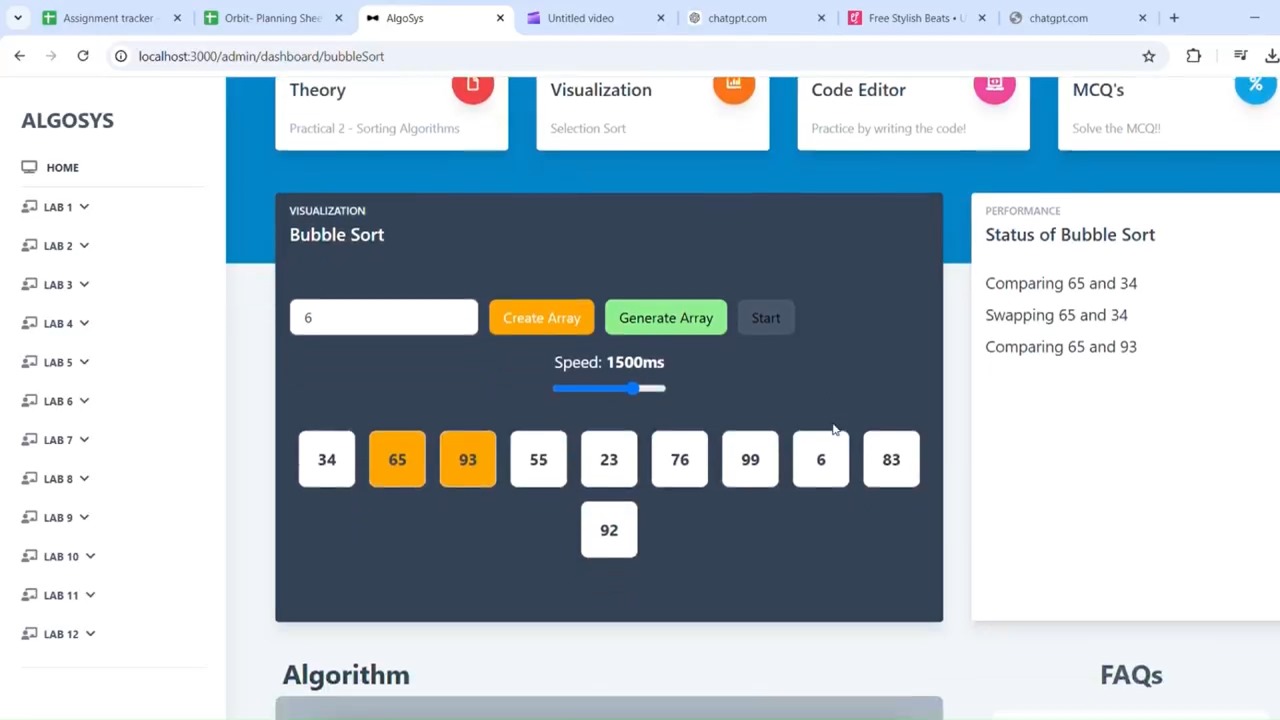 Assignment tracker
Orbit- Planning Shee
AlgoSys
Untitled video
chatgpt.com
Free Stylish Beats • U
chatgpt.com
localhost:3000/admin/dashboard/bubbleSort
ALGOSYS
HOME
LAB 1
LAB 2
LAB 3
LAB 4
LAB 5
LAB 6
LAB 7
LAB 8
LAB 9
LAB 10
LAB 11
LAB 12
Theory
Practical 2 - Sorting Algorithms
Visualization
Selection Sort
Code Editor
Practice by writing the code!
MCQ's
Solve the MCQ!!
VISUALIZATION
Bubble Sort
6
Create Array
Generate Array
Start
Speed: 1500ms
34 65 93 55 23 76 99 6 83
92
PERFORMANCE
Status of Bubble Sort
Comparing 65 and 34
Swapping 65 and 34
Comparing 65 and 93
Algorithm
FAQs